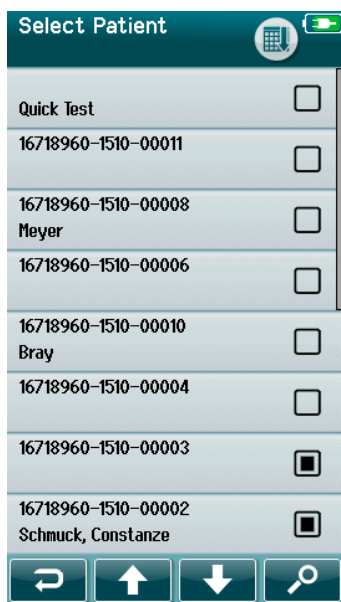 Select Patient
Quick Test
16718960-1510-00011
16718960-1510-00008
Meyer
16718960-1510-00006
16718960-1510-00010
Bray
16718960-1510-00004
16718960-1510-00003
16718960-1510-00002
Schmuck, Constanze